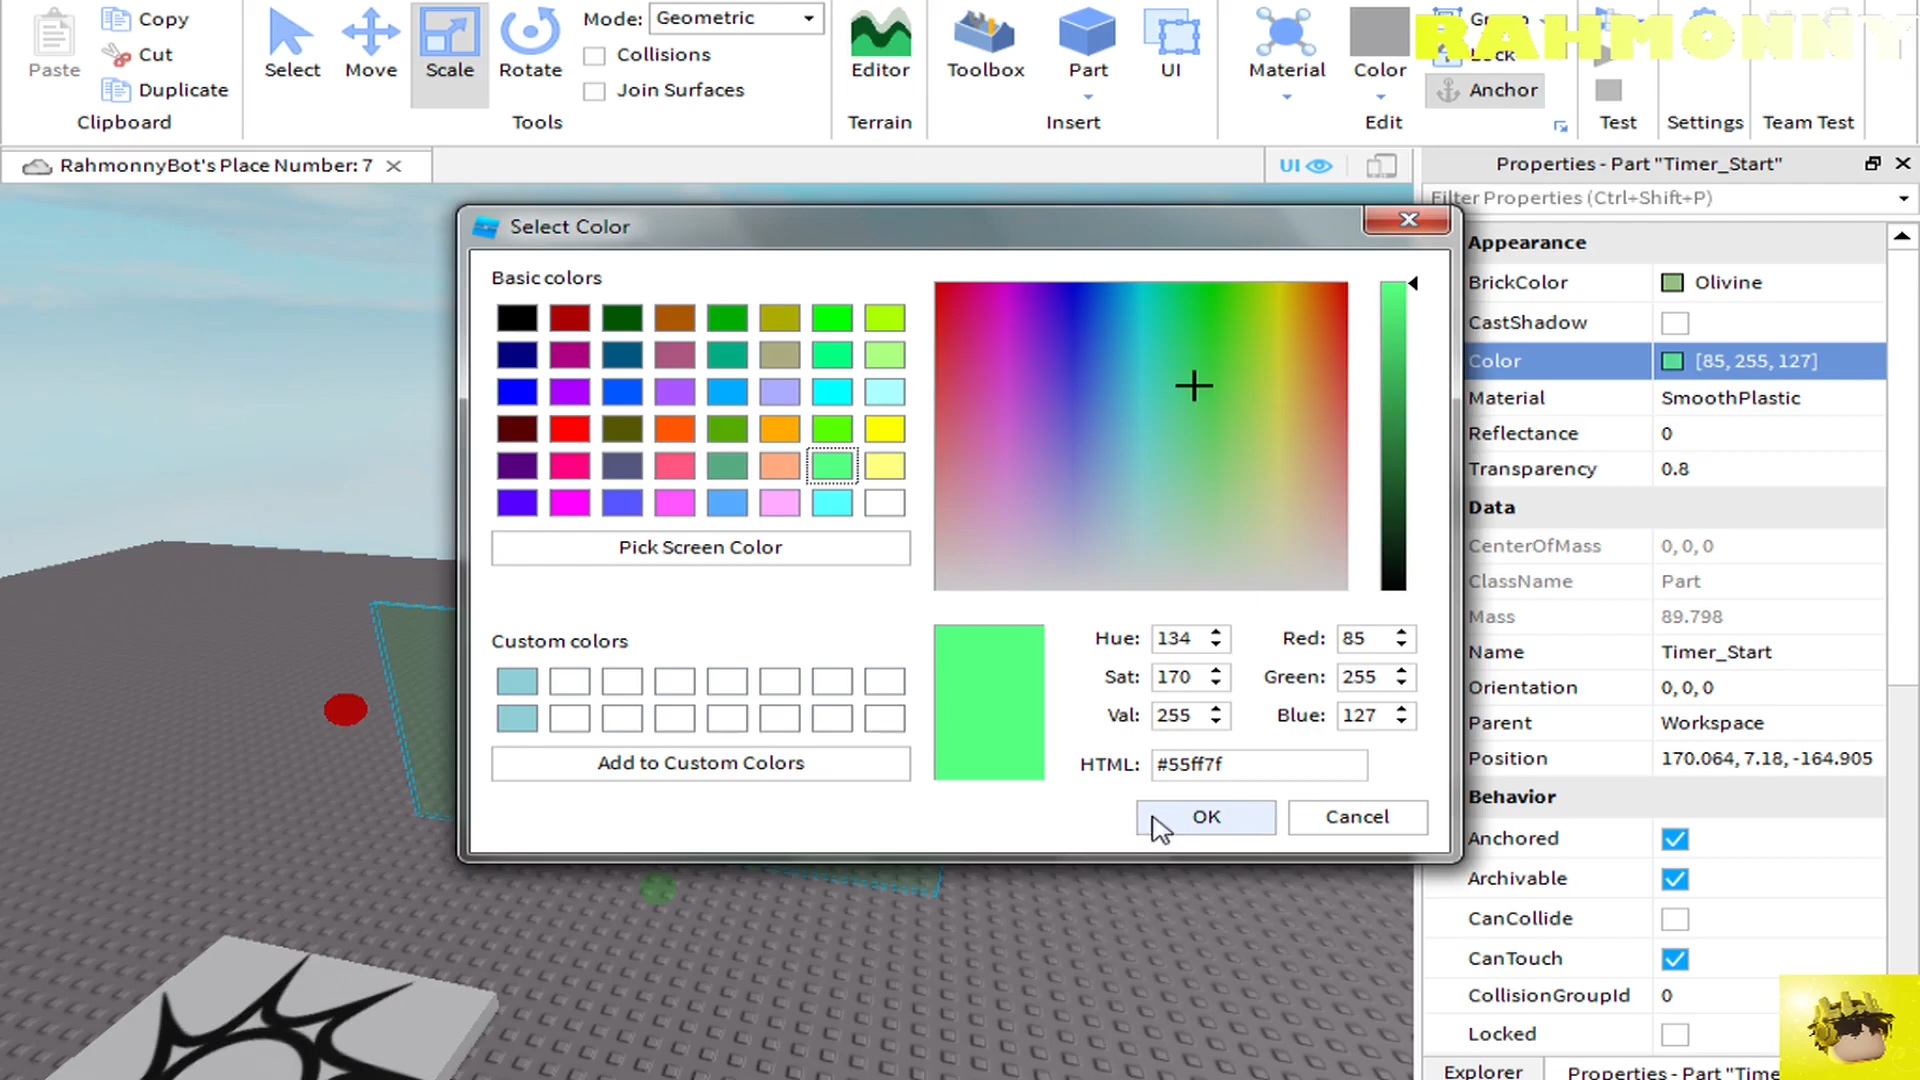 Paste
Copy
Cut
Duplicate
Clipboard
Select
Move
Scale
Rotate
Mode: Geometric
Collisions
Join Surfaces
Tools
Editor
Terrain
Toolbox
Part
UI
Insert
Material
Color
Lock
Anchor
Edit
Test
Settings
Team Test
RAHMONNY
RahmonnyBot's Place Number: 7
UI
Properties - Part "Timer_Start"
Filter Properties (Ctrl+Shift+P)
Select Color
Basic colors
Pick Screen Color
Custom colors
Add to Custom Colors
Hue: 134
Sat: 170
Val: 255
Red: 85
Green: 255
Blue: 127
HTML: #55ff7f
OK
Cancel
Appearance
BrickColor Olivine
CastShadow
Color [85, 255, 127]
Material SmoothPlastic
Reflectance 0
Transparency 0.8
Data
CenterOfMass 0, 0, 0
ClassName Part
Mass 89.798
Name Timer_Start
Orientation 0, 0, 0
Parent Workspace
Position 170.064, 7.18, -164.905
Behavior
Anchored
Archivable
CanCollide
CanTouch
CollisionGroupId 0
Locked
Explorer
Properties - Part "Time